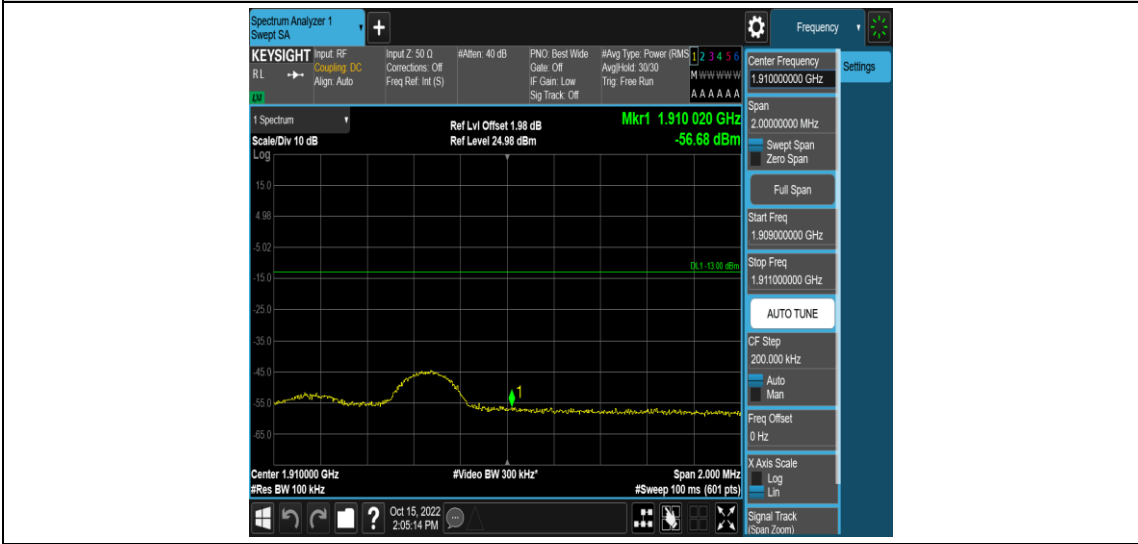 Spectrum Analyzer 1
Swept SA
+
Frequency
KEYSIGHT
RL
Input: RF
Coupling: DC
Align: Auto
Input Z: 50 Ω
Corrections: Off
Freq Ref: Int (S)
#Atten: 40 dB
PNO: Best Wide
Gate: Off
IF Gain: Low
Sig Track: Off
#Avg Type: Power (RMS
Avg|Hold: 30/30
Trig: Free Run
1 2 3 4 5 6
M W W W W W
A A A A A A
1 Spectrum
Scale/Div 10 dB
Log
Ref Lvl Offset 1.98 dB
Ref Level 24.98 dBm
Mkr1 1.910 020 GHz
-56.68 dBm
15.0
4.98
-5.02
-15.0
-25.0
-35.0
-45.0
-55.0
-65.0
DL1 -13.00 dBm
1
Center 1.910000 GHz
#Res BW 100 kHz
#Video BW 300 kHz*
Span 2.000 MHz
#Sweep 100 ms (601 pts)
?
Oct 15, 2022
2:05:14 PM
Center Frequency
1.910000000 GHz
Settings
Span
2.00000000 MHz
Swept Span
Zero Span
Full Span
Start Freq
1.909000000 GHz
Stop Freq
1.911000000 GHz
AUTO TUNE
CF Step
200.000 kHz
Auto
Man
Freq Offset
0 Hz
X Axis Scale
Log
Lin
Signal Track
(Span Zoom)